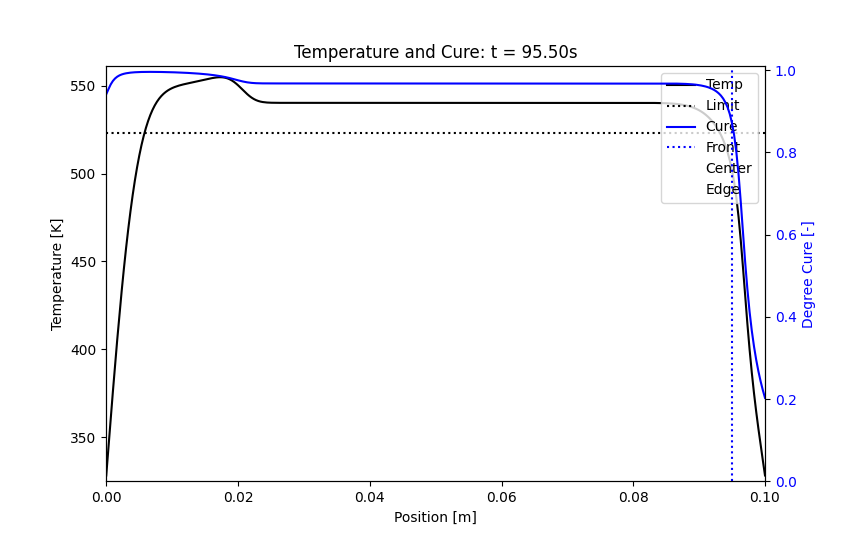 Temperature and Cure: t = 95.50s
550
500
450
400
350
Temperature [K]
1.0
0.8
0.6
0.4
0.2
0.0
Degree Cure [-]
Temp
Limit
Cure
Front
Center
Edge
0.00
0.02
0.04
0.06
0.08
0.10
Position [m]